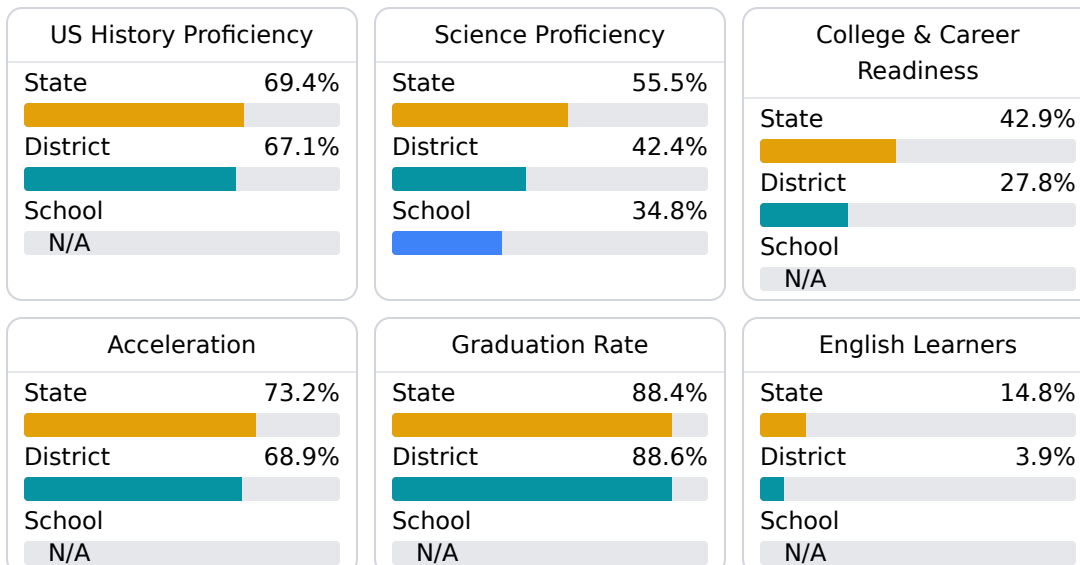 US History Proficiency
State 69.4%
District 67.1%
School
N/A
Science Proficiency
State 55.5%
District 42.4%
School 34.8%
College & Career
Readiness
State 42.9%
District 27.8%
School
N/A
Acceleration
State 73.2%
District 68.9%
School
N/A
Graduation Rate
State 88.4%
District 88.6%
School
N/A
English Learners
State 14.8%
District 3.9%
School
N/A